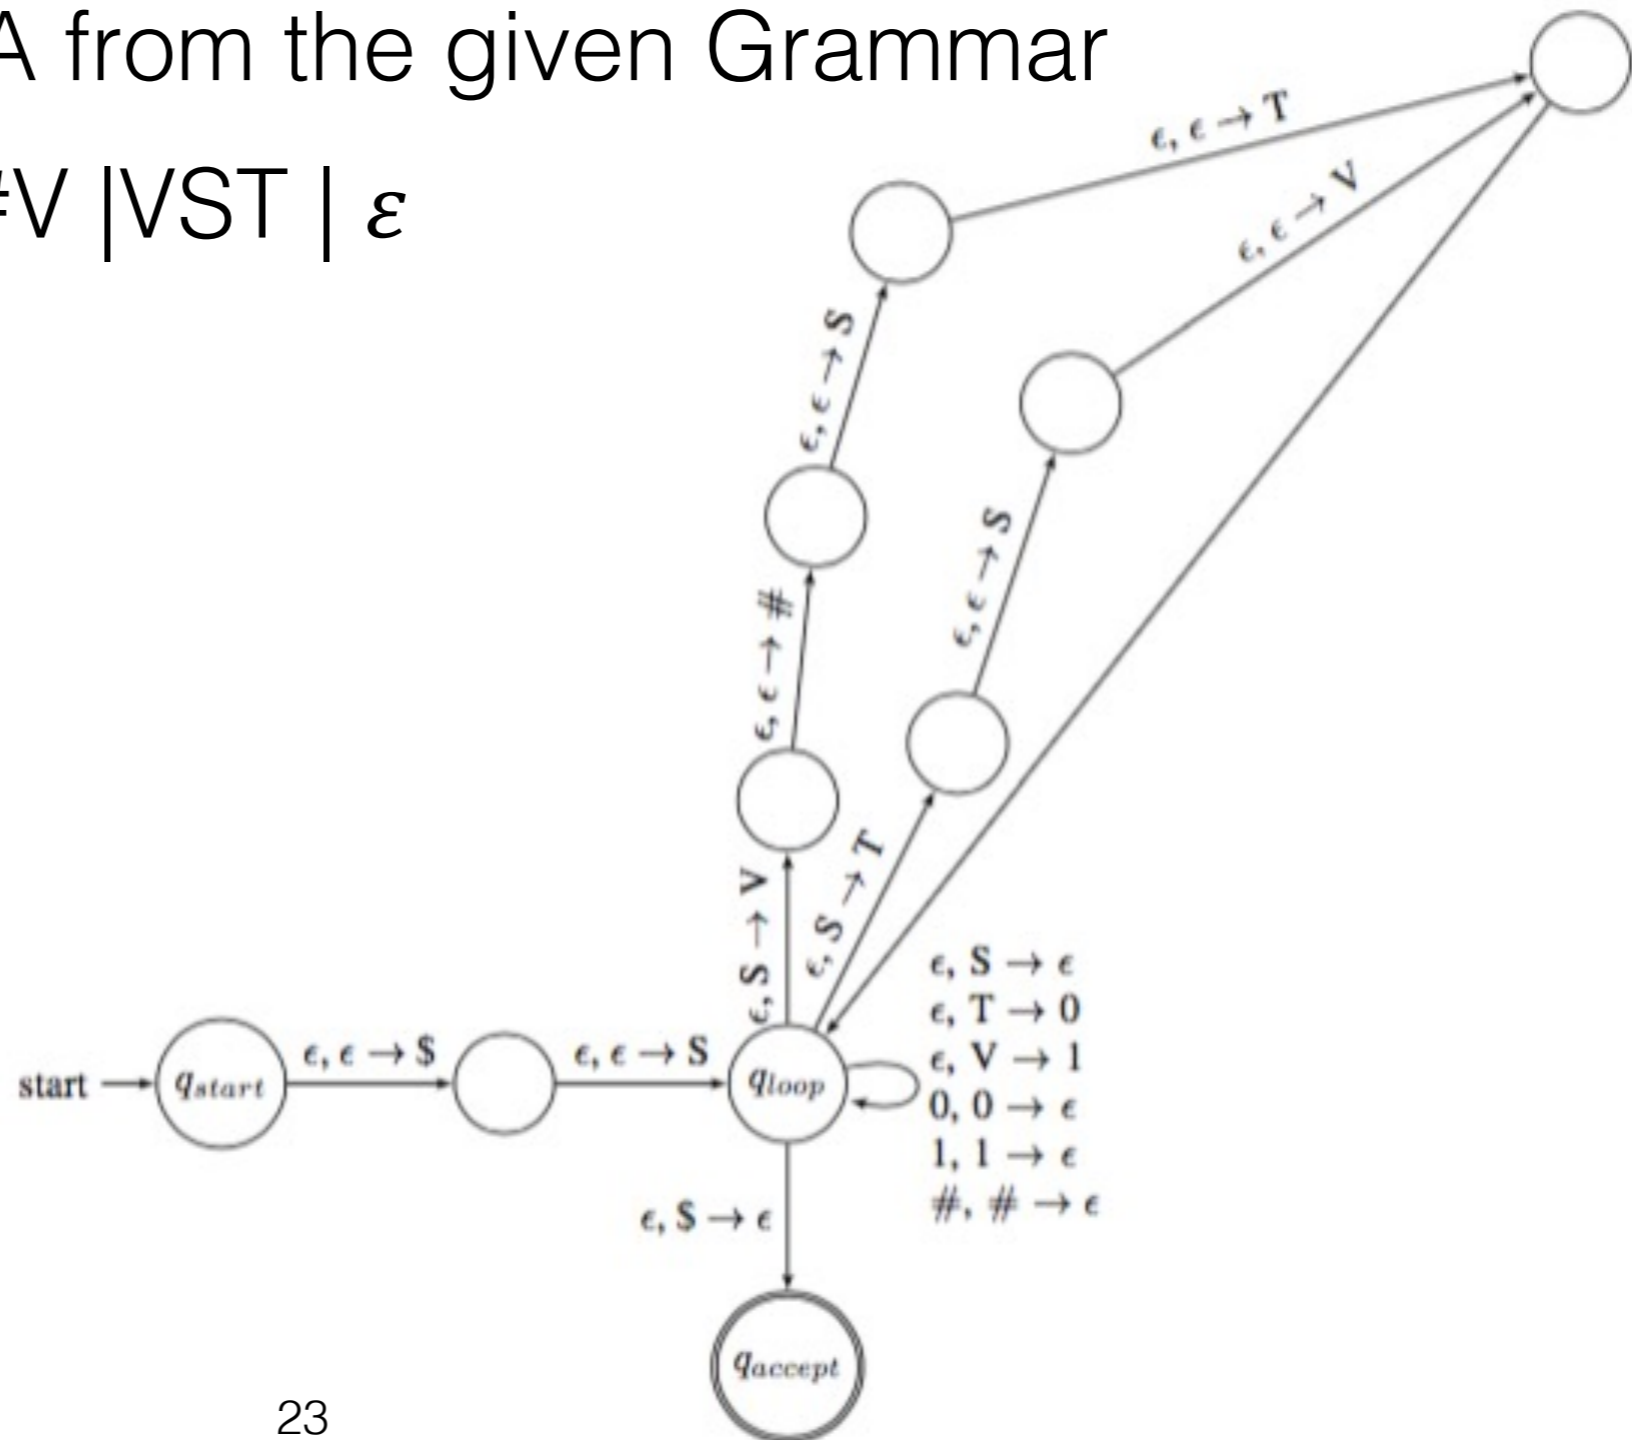 A from the given Grammar
#V |VST | ε
ϵ, ϵ → T
ϵ, ϵ → V
ϵ, ϵ → S
ϵ, ϵ → S
ϵ, ϵ → #
ϵ, S → V
ϵ, S → T
ϵ, S → ϵ
ϵ, T → 0
ϵ, V → 1
0, 0 → ϵ
1, 1 → ϵ
#, # → ϵ
start
qstart
ϵ, ϵ → $
ϵ, ϵ → S
qloop
ϵ, $ → ϵ
qaccept
23